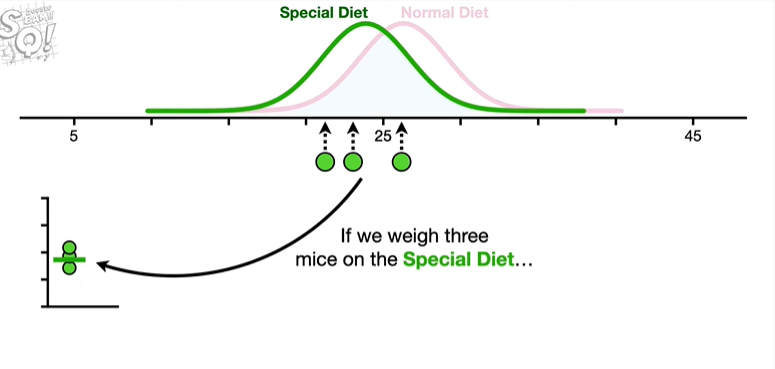 Special Diet
Normal Diet
5
25
45
If we weigh three
mice on the Special Diet...